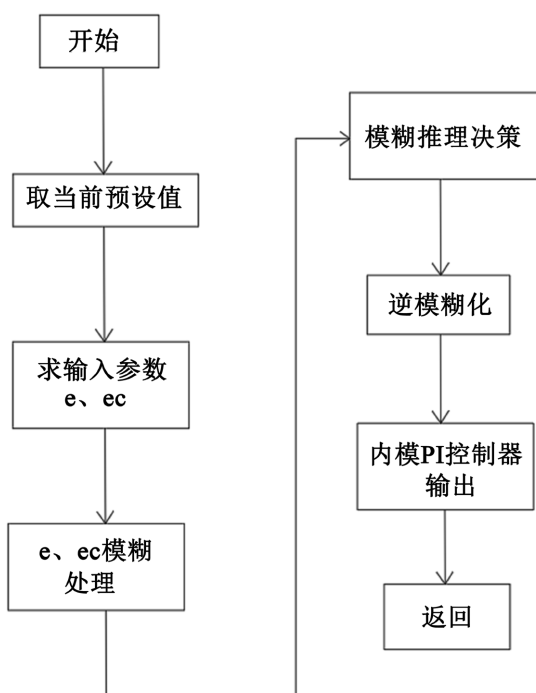 开始
取当前预设值
求输入参数
e、ec
e、ec模糊
处理
模糊推理决策
逆模糊化
内模PI控制器
输出
返回